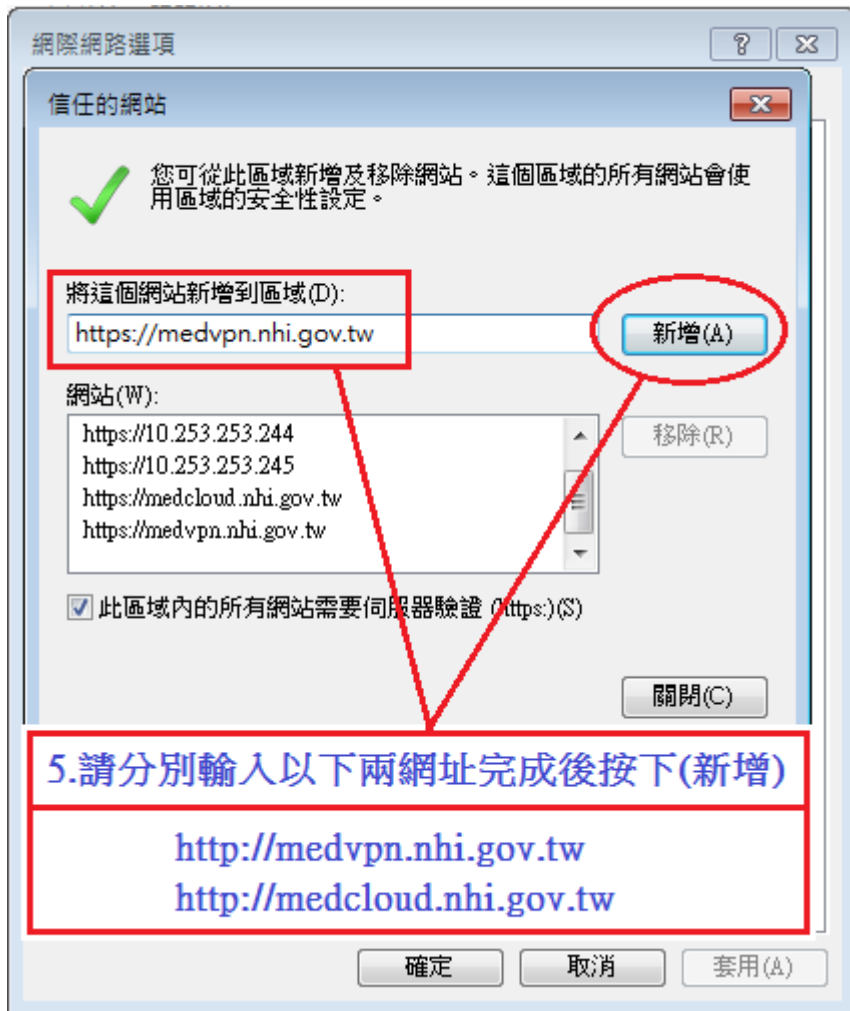 網際網路選項
信任的網站
您可從此區域新增及移除網站。這個區域的所有網站會使
用區域的安全性設定。
將這個網站新增到區域(D):
https://medvpn.nhi.gov.tw
新增(A)
網站(W):
https://10.253.253.244
https://10.253.253.245
https://medcloud.nhi.gov.tw
https://medvpn.nhi.gov.tw
移除(R)
此區域內的所有網站需要伺服器驗證 (https:)(S)
關閉(C)
5.請分別輸入以下兩網址完成後按下(新增)
http://medvpn.nhi.gov.tw
http://medcloud.nhi.gov.tw
確定
取消
套用(A)